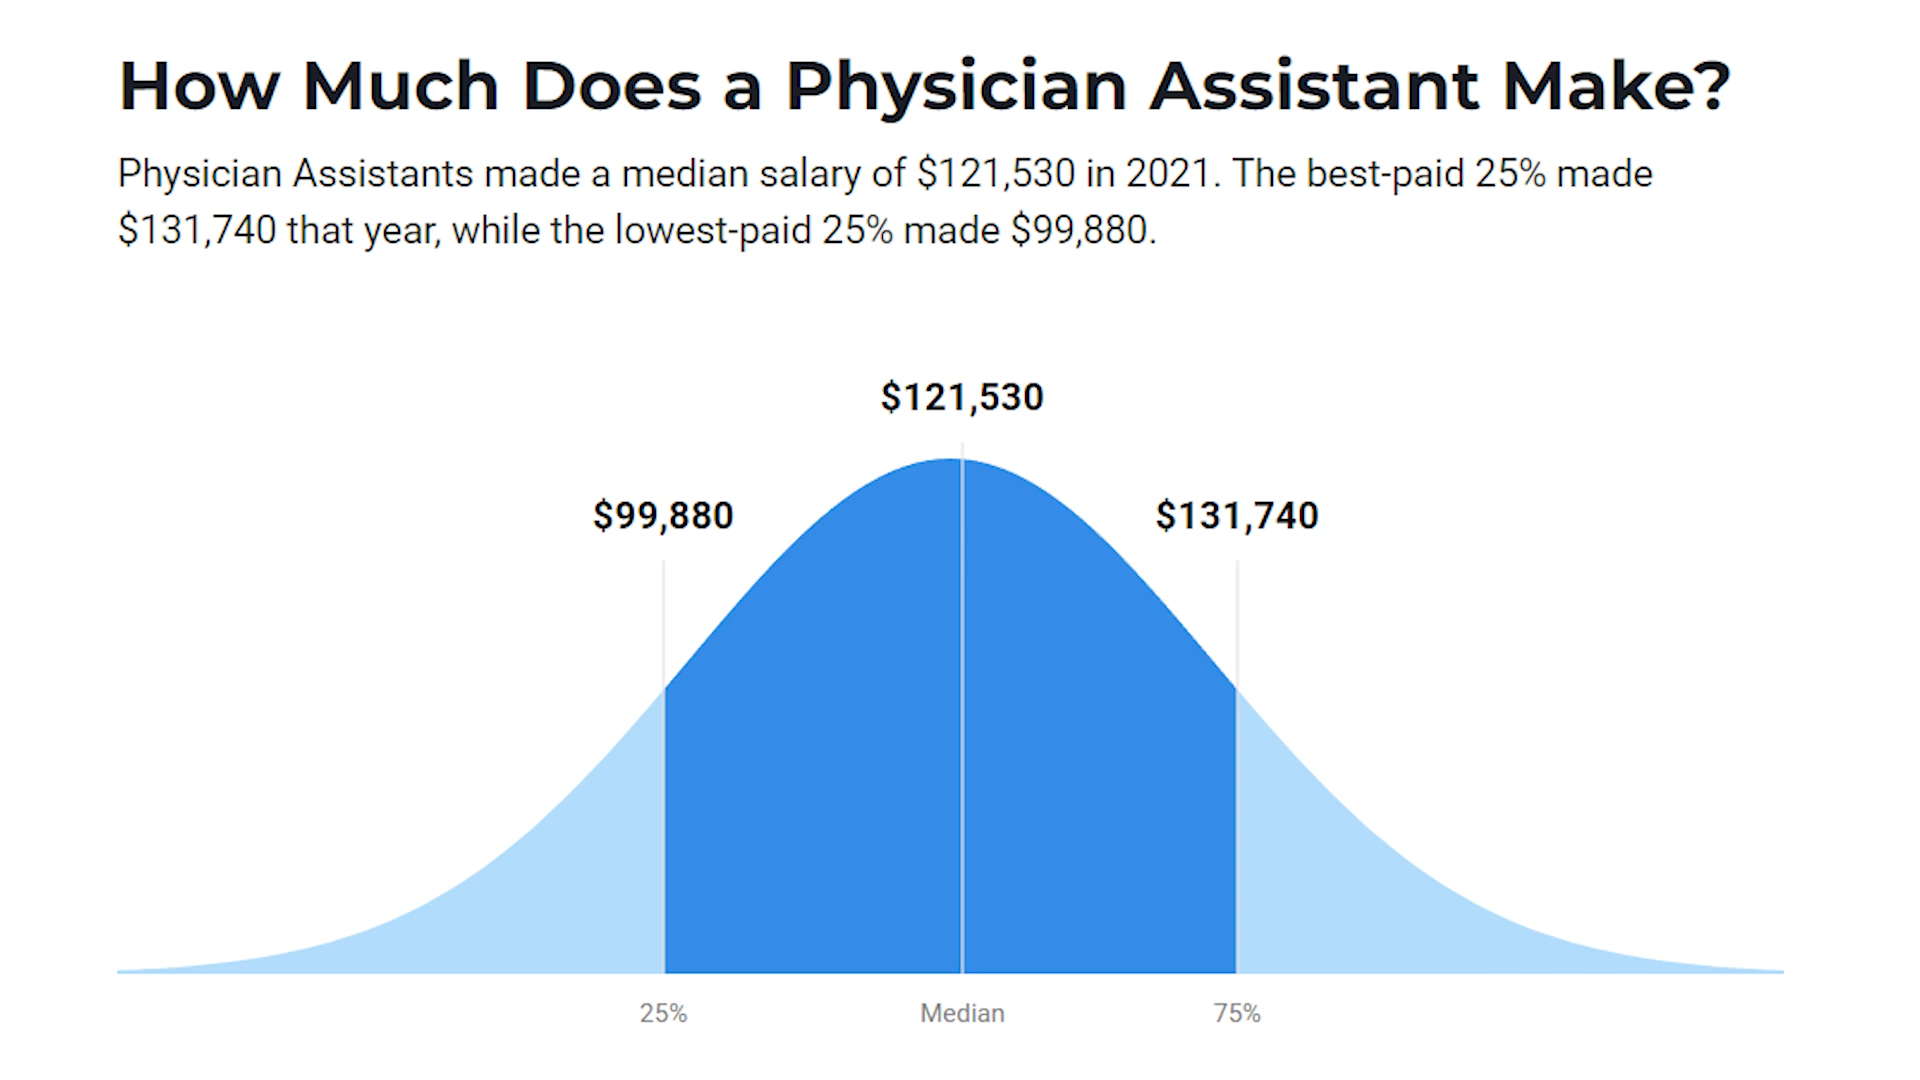 How Much Does a Physician Assistant Make?
Physician Assistants made a median salary of $121,530 in 2021. The best-paid 25% made
$131,740 that year, while the lowest-paid 25% made $99,880.
$121,530
$99,880
$131,740
25%
Median
75%